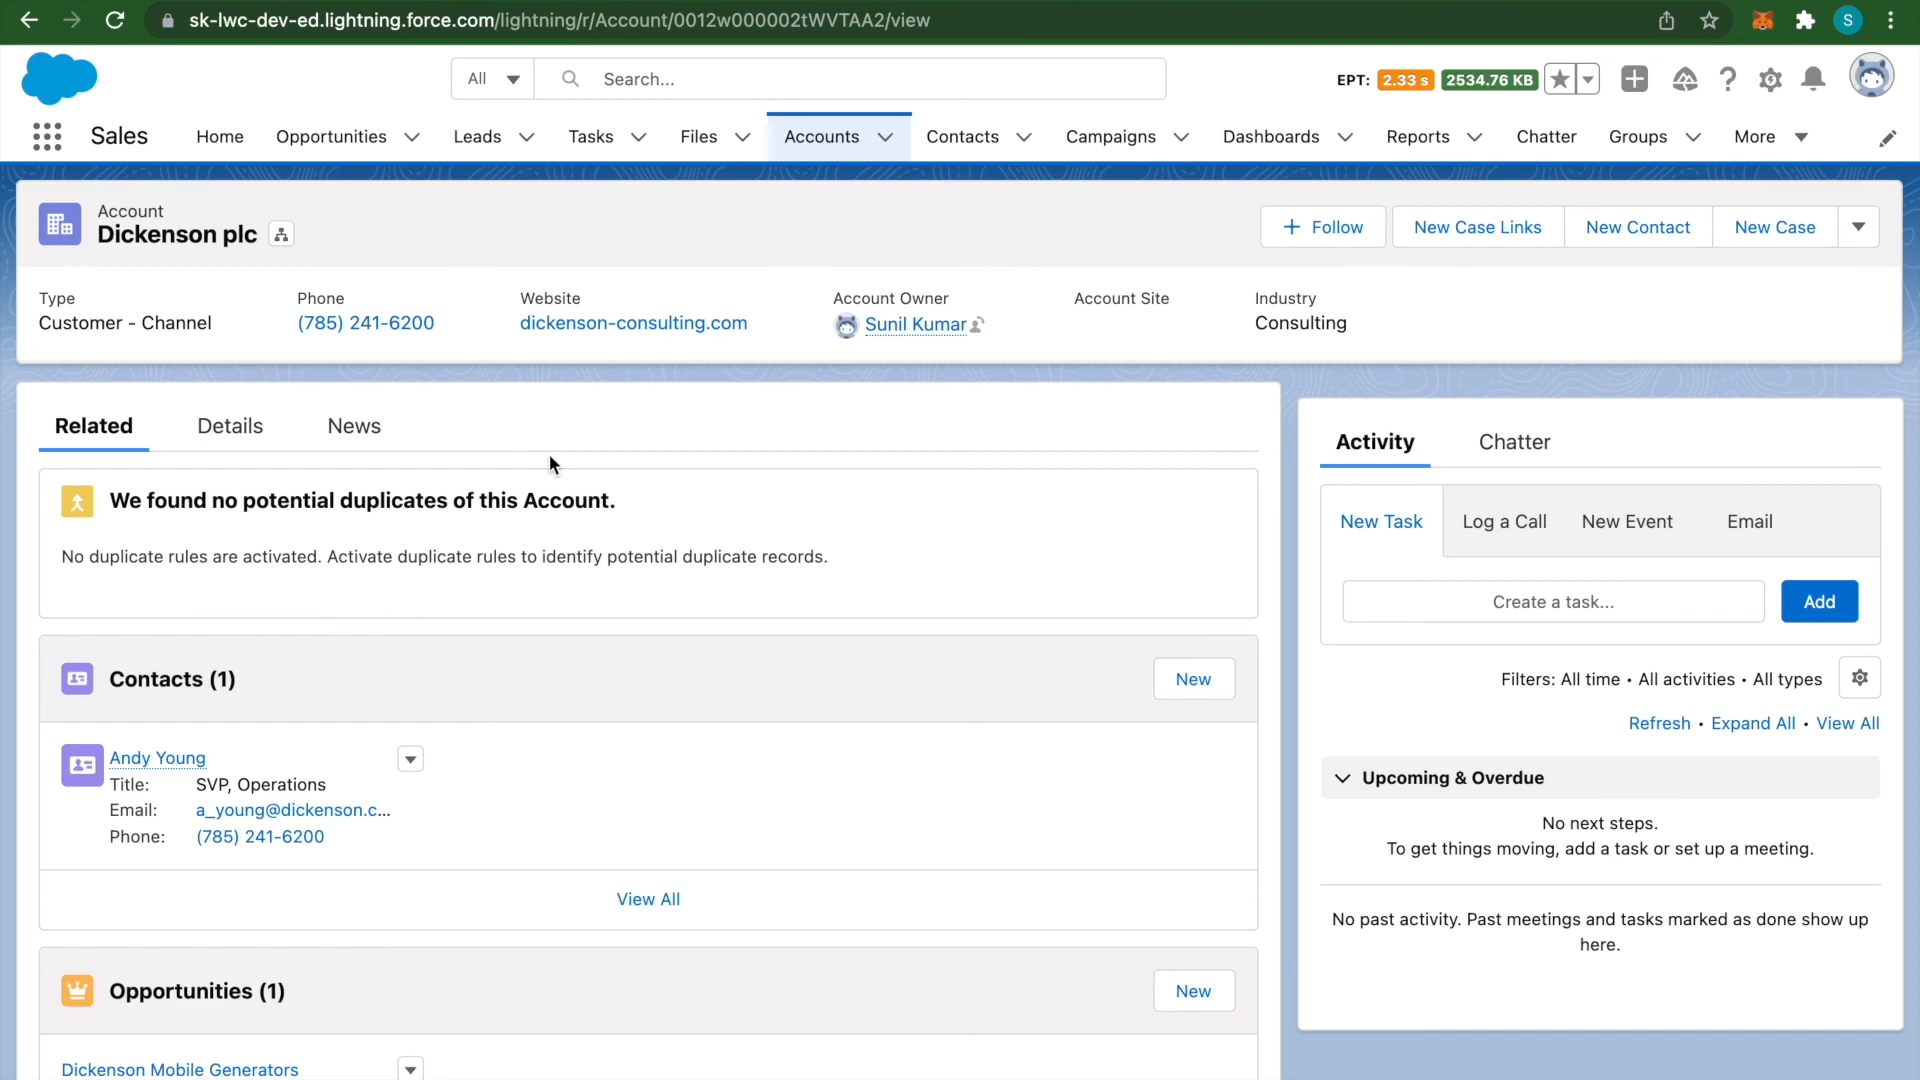 sk-lwc-dev-ed.lightning.force.com/lightning/r/Account/0012w000002tWVTAA2/view
S
All
Search...
EPT: 2.33 s 2534.76 KB
Sales
Home
Opportunities
Leads
Tasks
Files
Accounts
Contacts
Campaigns
Dashboards
Reports
Chatter
Groups
More
Account
Dickenson plc
Follow
New Case Links
New Contact
New Case
Type
Customer - Channel
Phone
(785) 241-6200
Website
dickenson-consulting.com
Account Owner
Sunil Kumar
Account Site
Industry
Consulting
Related
Details
News
We found no potential duplicates of this Account.
No duplicate rules are activated. Activate duplicate rules to identify potential duplicate records.
Contacts (1)
New
Andy Young
Title: SVP, Operations
Email: a_young@dickenson.c...
Phone: (785) 241-6200
View All
Opportunities (1)
New
Dickenson Mobile Generators
Activity
Chatter
New Task
Log a Call
New Event
Email
Create a task...
Add
Filters: All time • All activities • All types
Refresh • Expand All • View All
Upcoming & Overdue
No next steps.
To get things moving, add a task or set up a meeting.
No past activity. Past meetings and tasks marked as done show up
here.